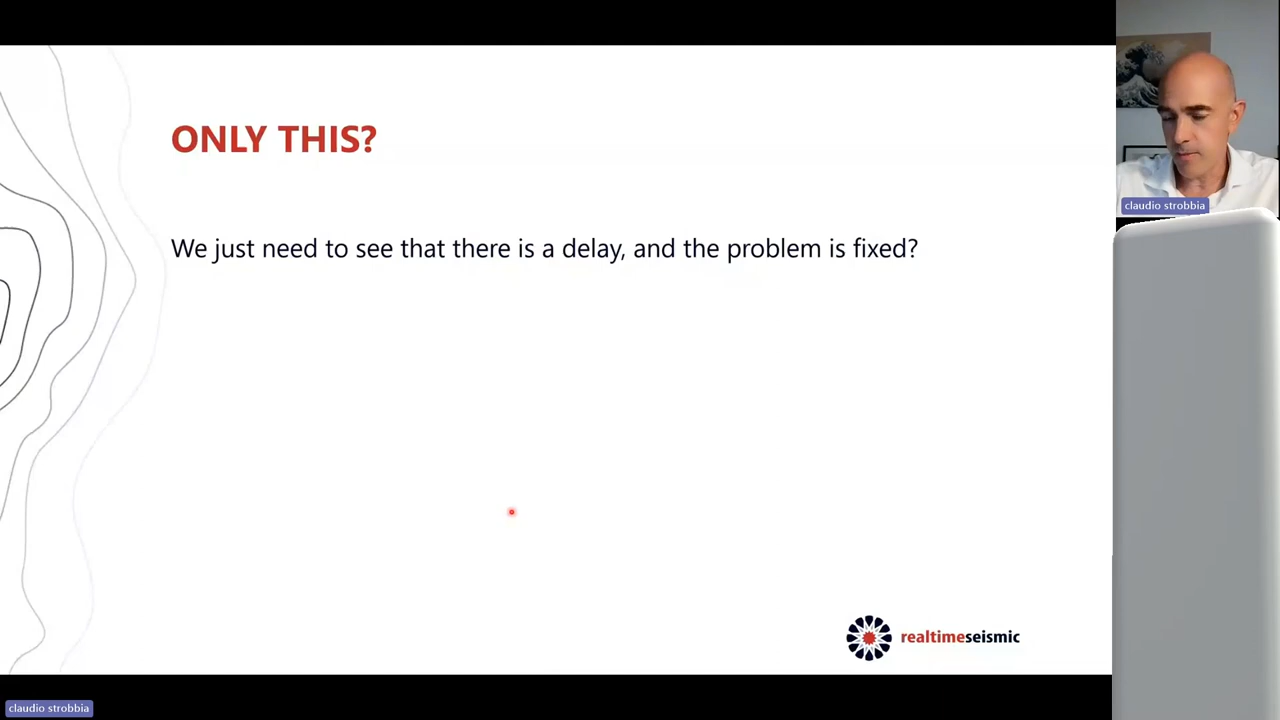 ONLY THIS?
We just need to see that there is a delay, and the problem is fixed?
realtimeseismic
claudio strobbia
claudio strobbia